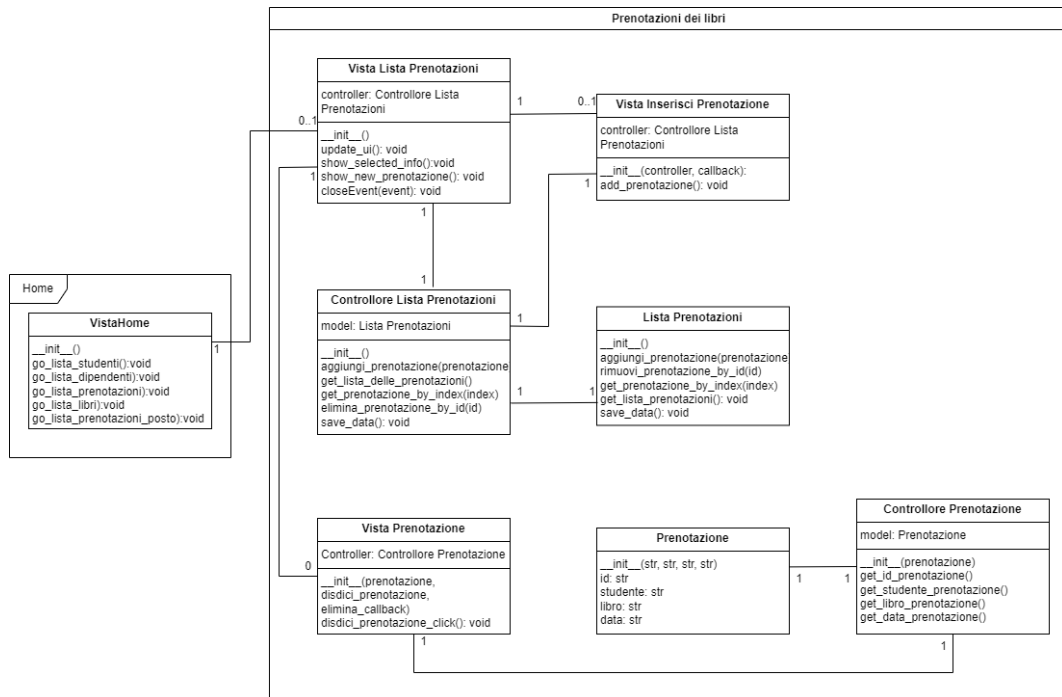 Prenotazioni dei libri
Vista Lista Prenotazioni
controller: Controllore Lista
Prenotazioni
__init__()
update_ui(): void
show_selected_info():void
show_new_prenotazione(): void
closeEvent(event): void
0..1
1
1
0..1
1
Vista Inserisci Prenotazione
controller: Controllore Lista
Prenotazioni
__init__(controller, callback):
add_prenotazione(): void
1
1
Home
VistaHome
__init__()
go_lista_studenti():void
go_lista_dipendenti):void
go_lista_prenotazioni):void
go_lista_libri):void
go_lista_prenotazioni_posto):void
1
Controllore Lista Prenotazioni
model: Lista Prenotazioni
__init__()
aggiungi_prenotazione(prenotazione
get_lista_delle_prenotazioni()
get_prenotazione_by_index(index)
elimina_prenotazione_by_id(id)
save_data(): void
1
1
1
Lista Prenotazioni
__init__()
aggiungi_prenotazione(prenotazione
rimuovi_prenotazione_by_id(id)
get_prenotazione_by_index(index)
get_lista_prenotazioni(): void
save_data(): void
Vista Prenotazione
Controller: Controllore Prenotazione
__init__(prenotazione,
disdici_prenotazione,
elimina_callback)
disdici_prenotazione_click(): void
0
1
Prenotazione
__init__(str, str, str, str)
id: str
studente: str
libro: str
data: str
1
1
Controllore Prenotazione
model: Prenotazione
__init__(prenotazione)
get_id_prenotazione()
get_studente_prenotazione()
get_libro_prenotazione()
get_data_prenotazione()
1